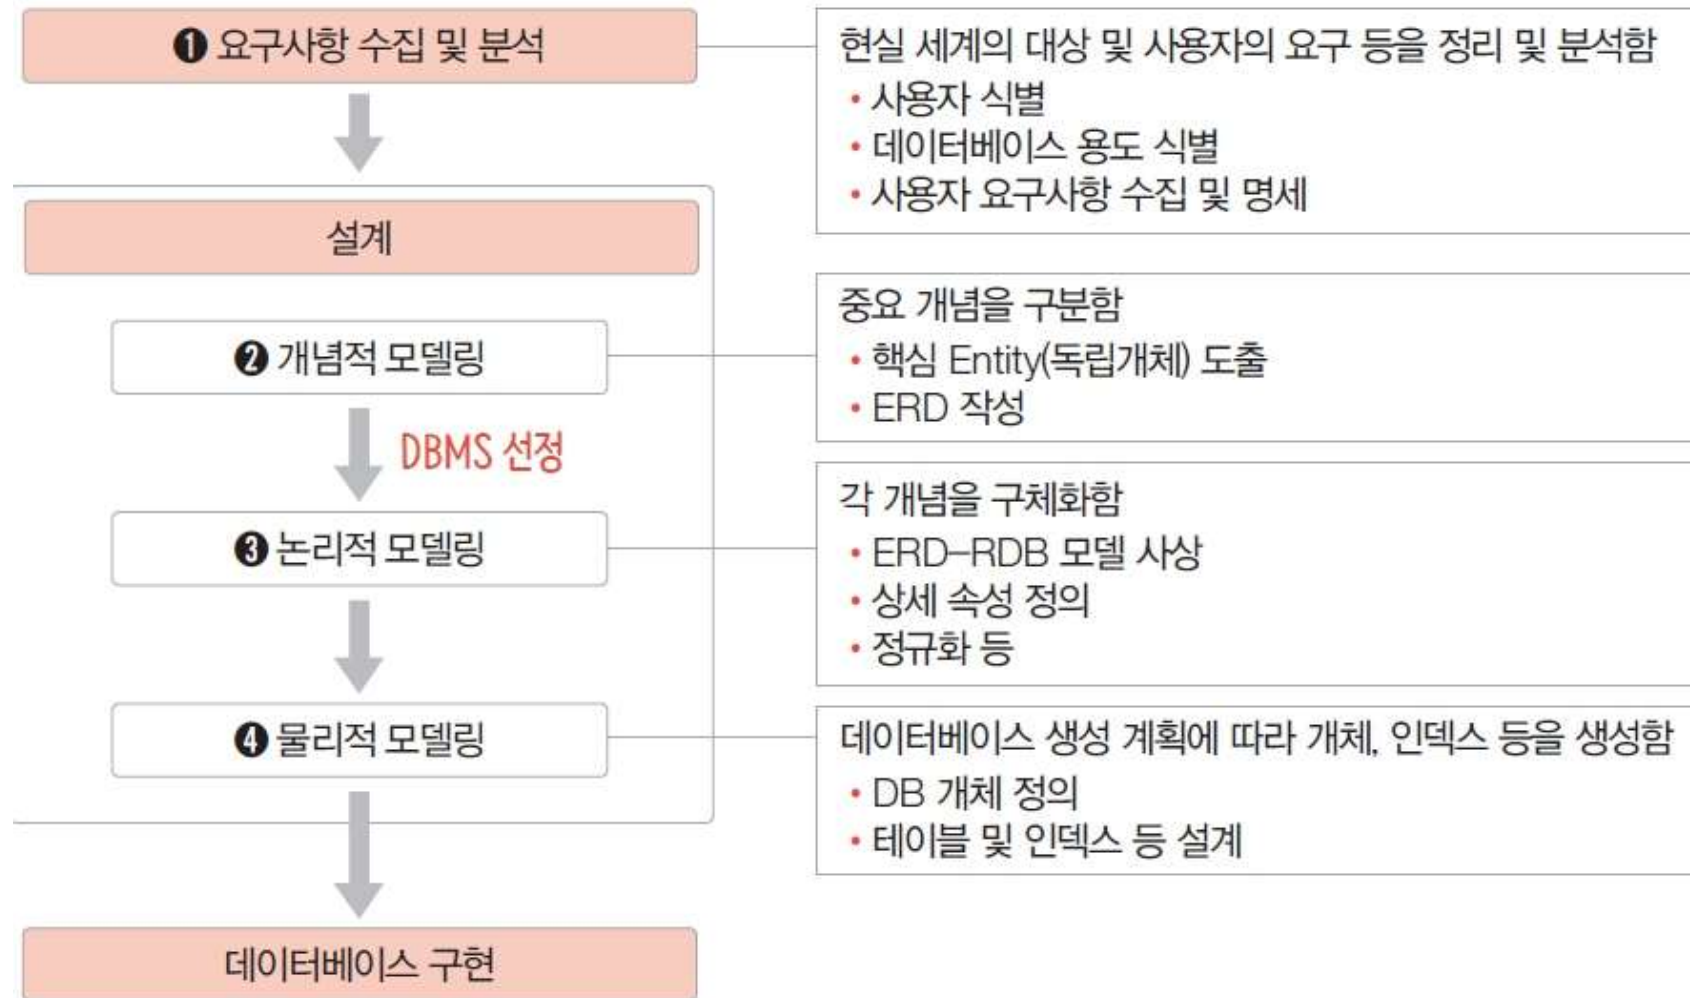 ❶ 요구사항 수집 및 분석
현실 세계의 대상 및 사용자의 요구 등을 정리 및 분석함
• 사용자 식별
• 데이터베이스 용도 식별
• 사용자 요구사항 수집 및 명세
설계
❷ 개념적 모델링
중요 개념을 구분함
• 핵심 Entity(독립개체) 도출
• ERD 작성
DBMS 선정
❸ 논리적 모델링
각 개념을 구체화함
• ERD-RDB 모델 사상
• 상세 속성 정의
• 정규화 등
❹ 물리적 모델링
데이터베이스 생성 계획에 따라 개체, 인덱스 등을 생성함
• DB 개체 정의
• 테이블 및 인덱스 등 설계
데이터베이스 구현